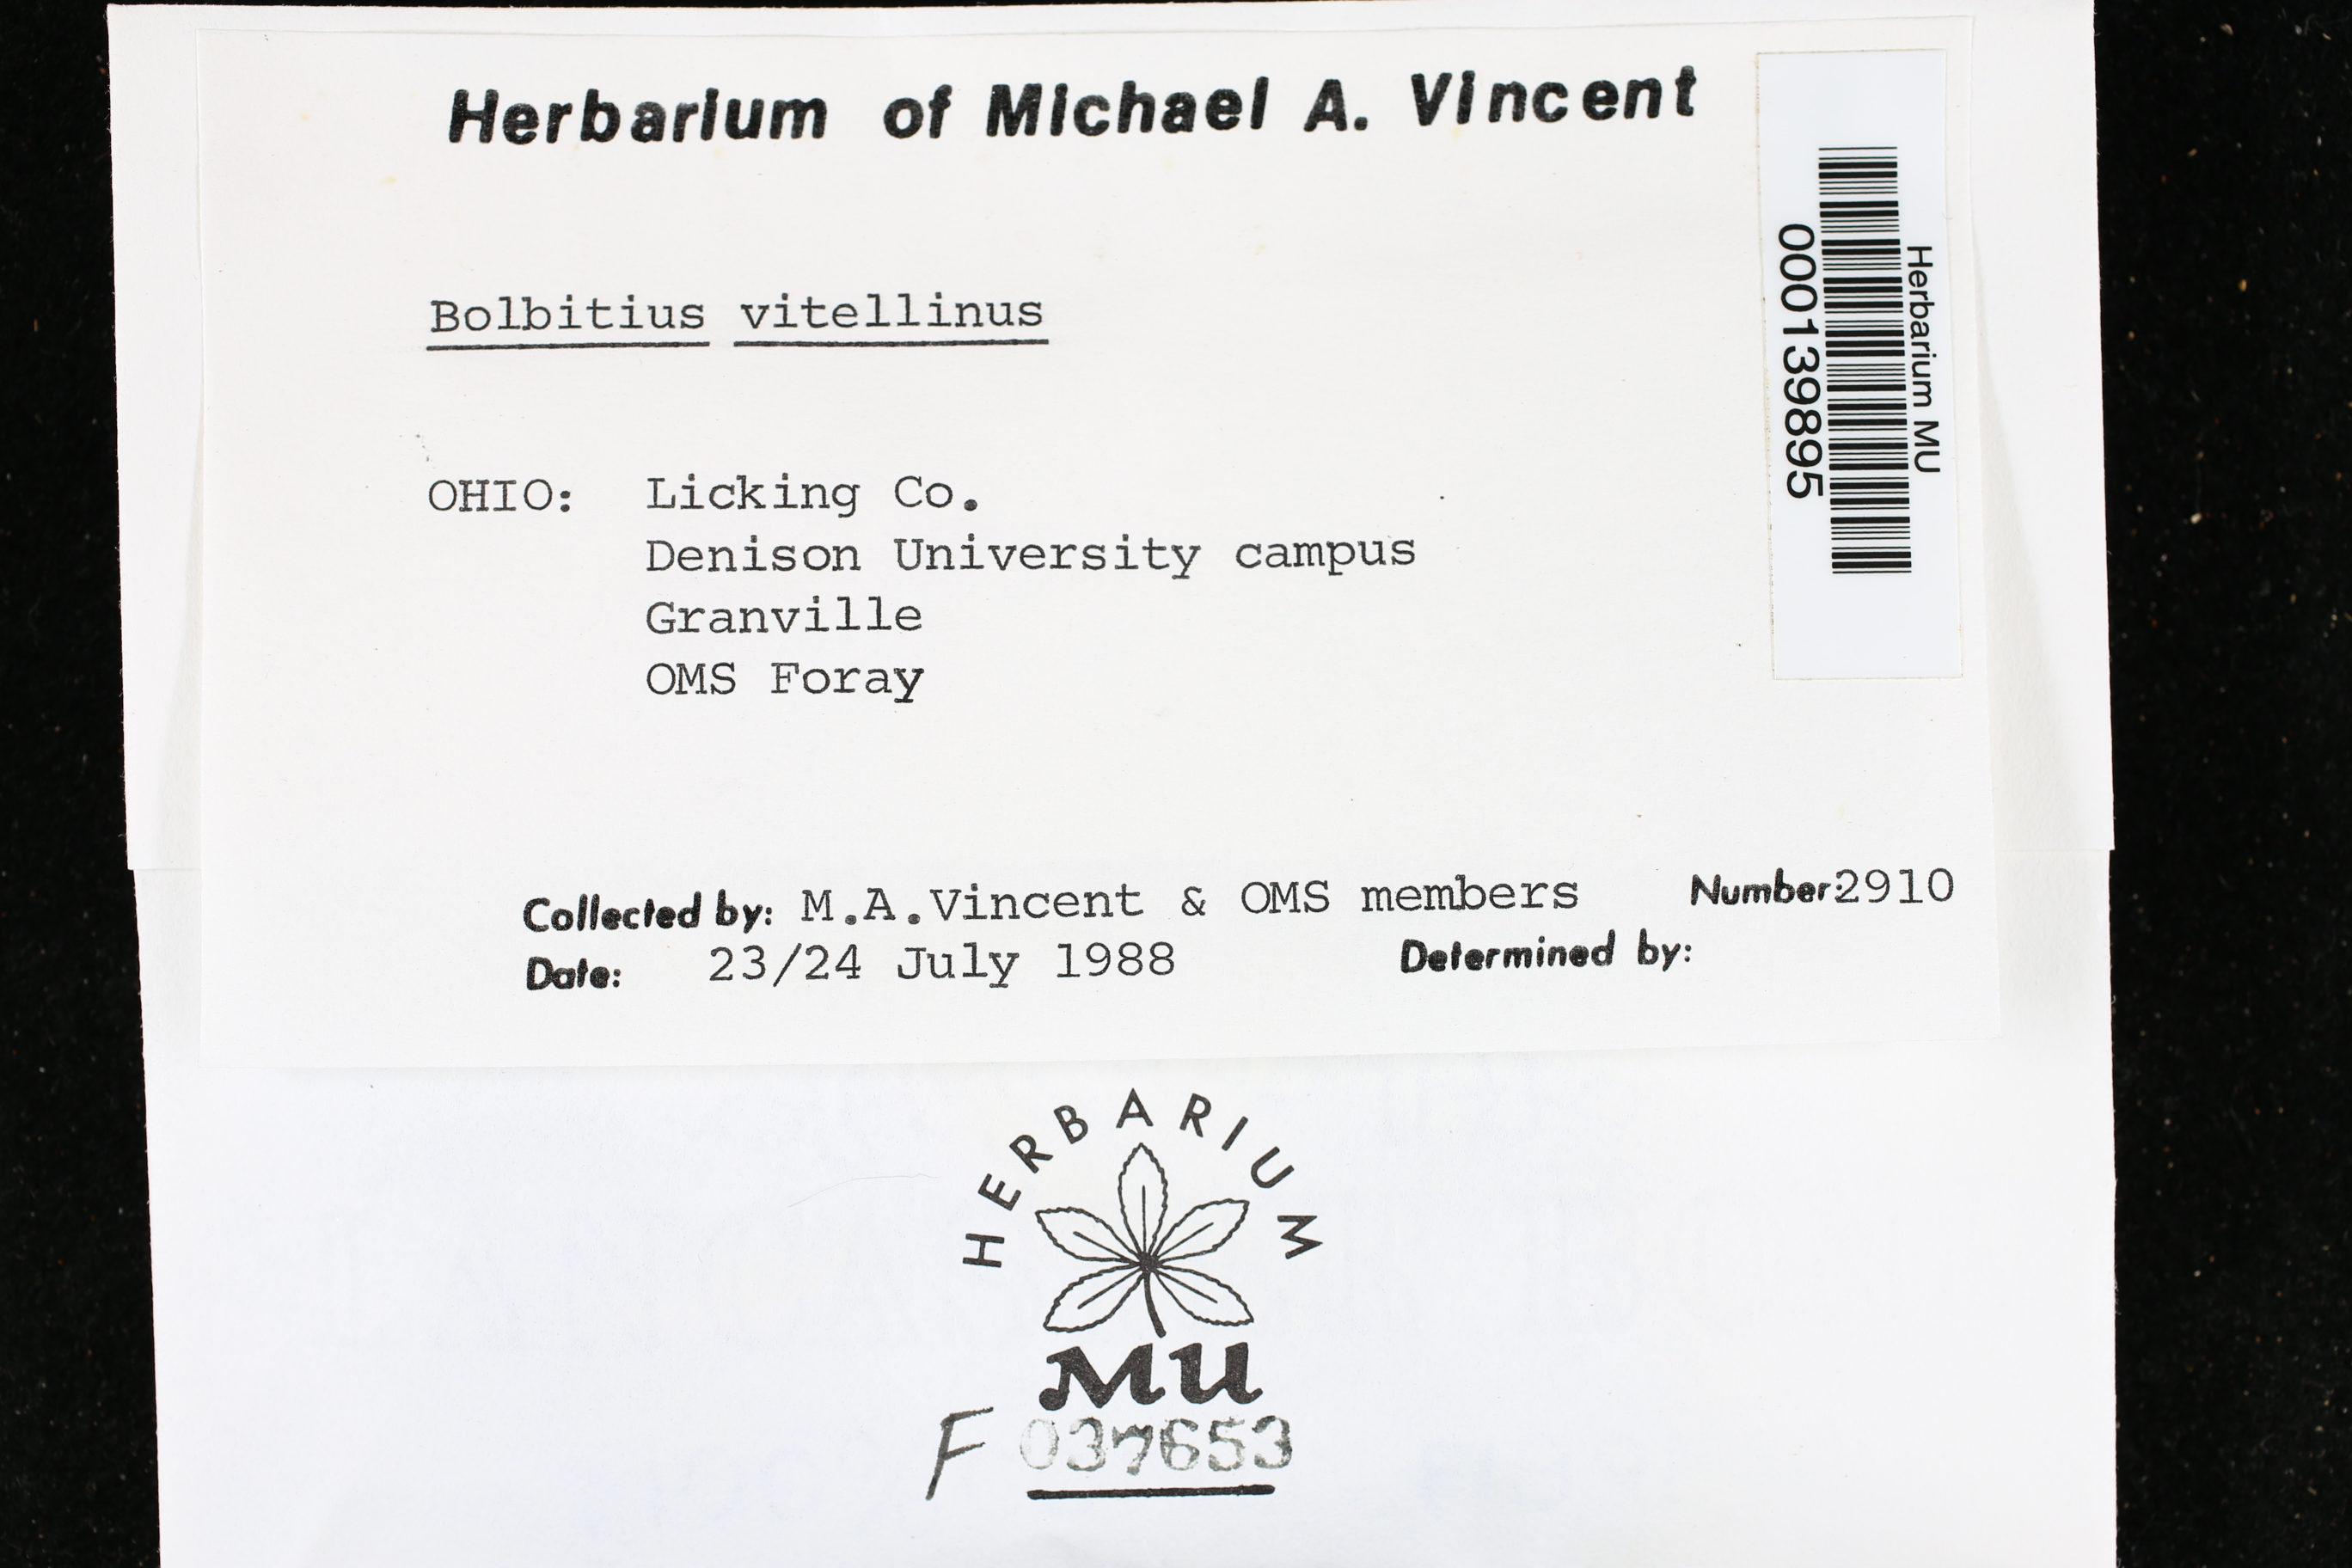 Herbarium of Michael A. Vincent
Bolbitius vitellinus
OHIO: Licking Co.
Denison University campus
Granville
OMS Foray
Collected by: M.A.Vincent & OMS members Number:2910
Date: 23/24 July 1988 Determined by:
Herbarium MU
000139895
HERBARIUM
MU
F 037653